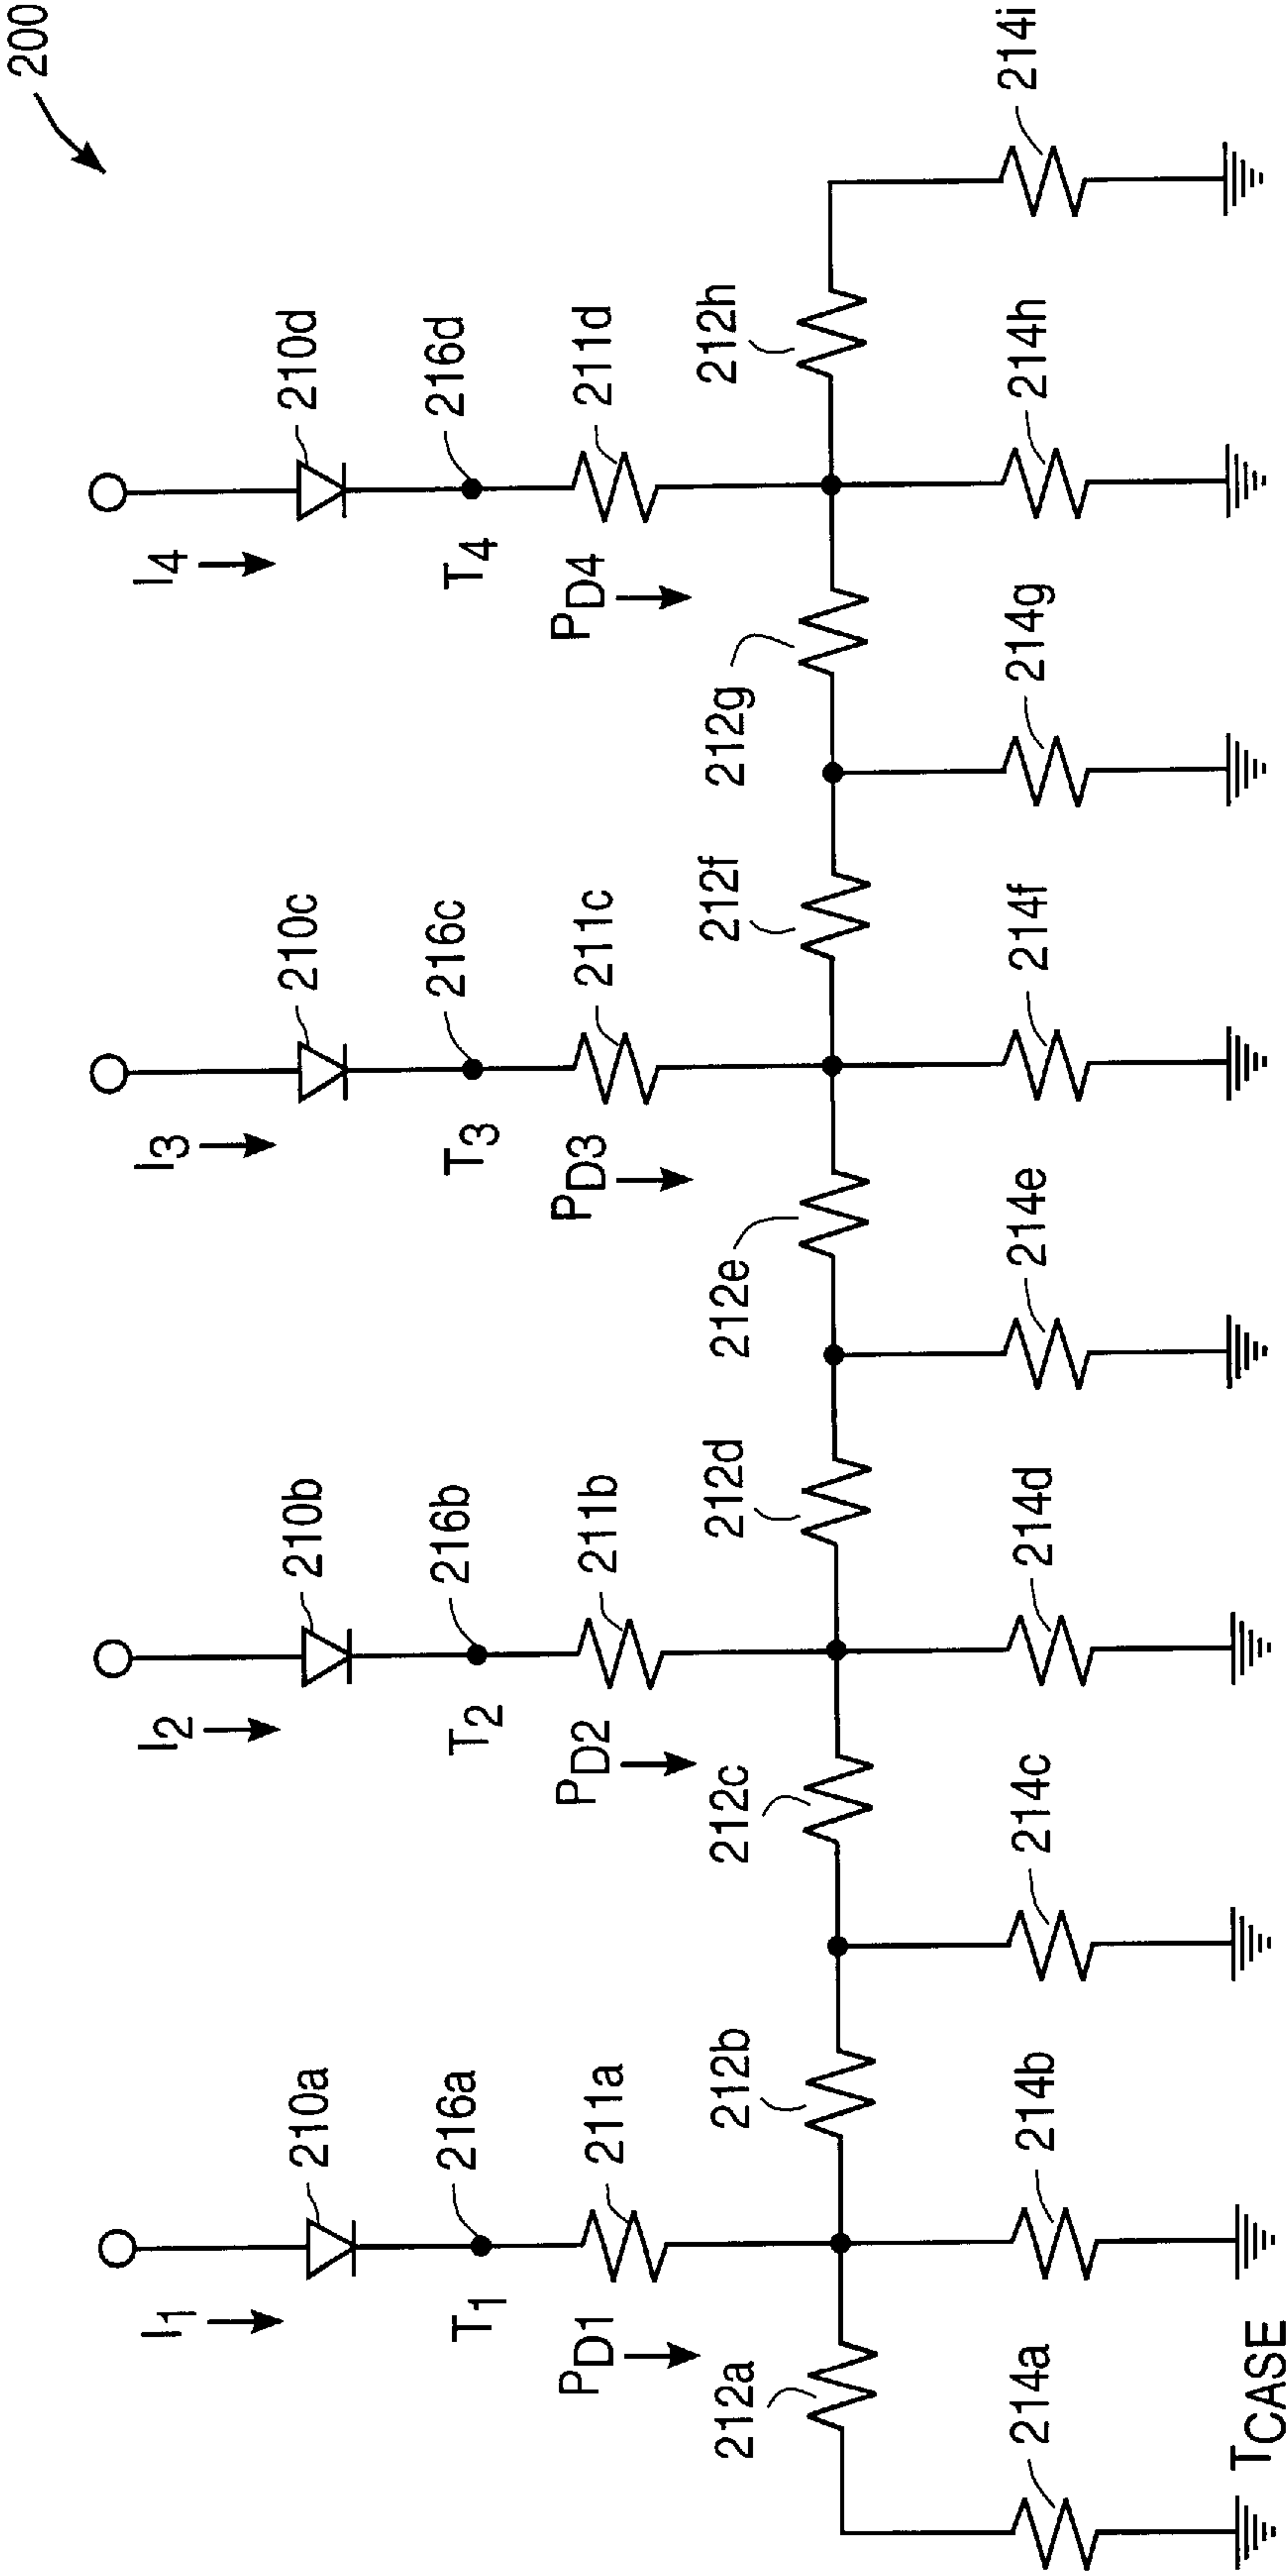 200
I1
I2
I3
I4
210a
210b
210c
210d
216a
216b
216c
216d
T1
T2
T3
T4
211a
211b
211c
211d
PD1
PD2
PD3
PD4
212a
212b
212c
212d
212e
212f
212g
212h
214a
214b
214c
214d
214e
214f
214g
214h
214i
TCASE